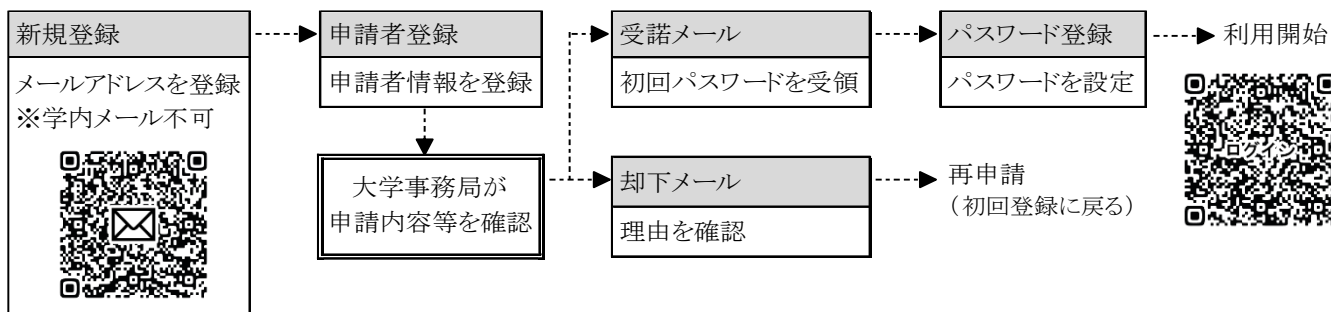 新規登録
メールアドレスを登録
※学内メール不可
申請者登録
申請者情報を登録
大学事務局が
申請内容等を確認
受諾メール
初回パスワードを受領
却下メール
理由を確認
パスワード登録
パスワードを設定
再申請
（初回登録に戻る）
利用開始
ログイン